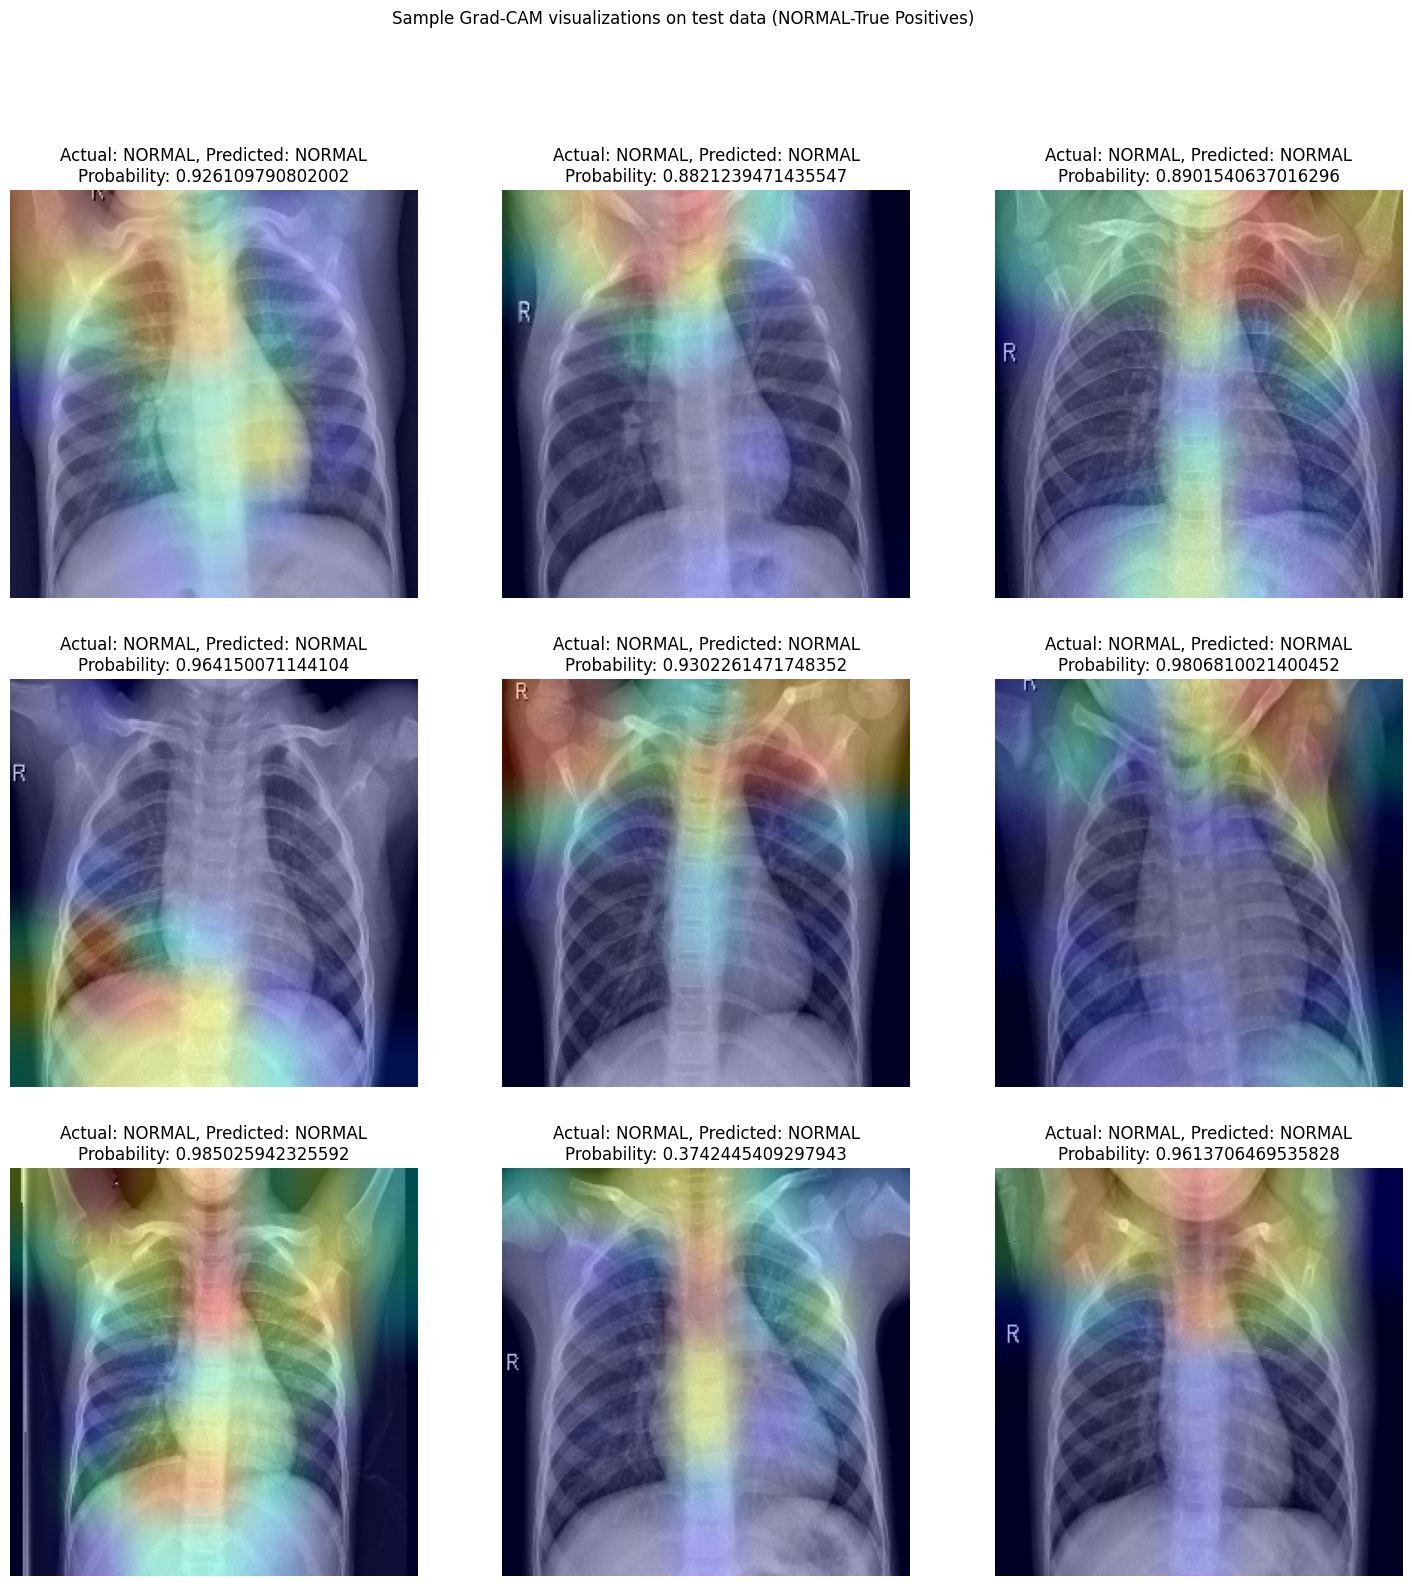 Sample Grad-CAM visualizations on test data (NORMAL-True Positives)
Actual: NORMAL, Predicted: NORMAL
Probability: 0.926109790802002
R
Actual: NORMAL, Predicted: NORMAL
Probability: 0.8821239471435547
R
Actual: NORMAL, Predicted: NORMAL
Probability: 0.8901540637016296
R
Actual: NORMAL, Predicted: NORMAL
Probability: 0.964150071144104
R
Actual: NORMAL, Predicted: NORMAL
Probability: 0.9302261471748352
R
Actual: NORMAL, Predicted: NORMAL
Probability: 0.9806810021400452
R
Actual: NORMAL, Predicted: NORMAL
Probability: 0.985025942325592
Actual: NORMAL, Predicted: NORMAL
Probability: 0.3742445409297943
R
Actual: NORMAL, Predicted: NORMAL
Probability: 0.9613706469535828
R